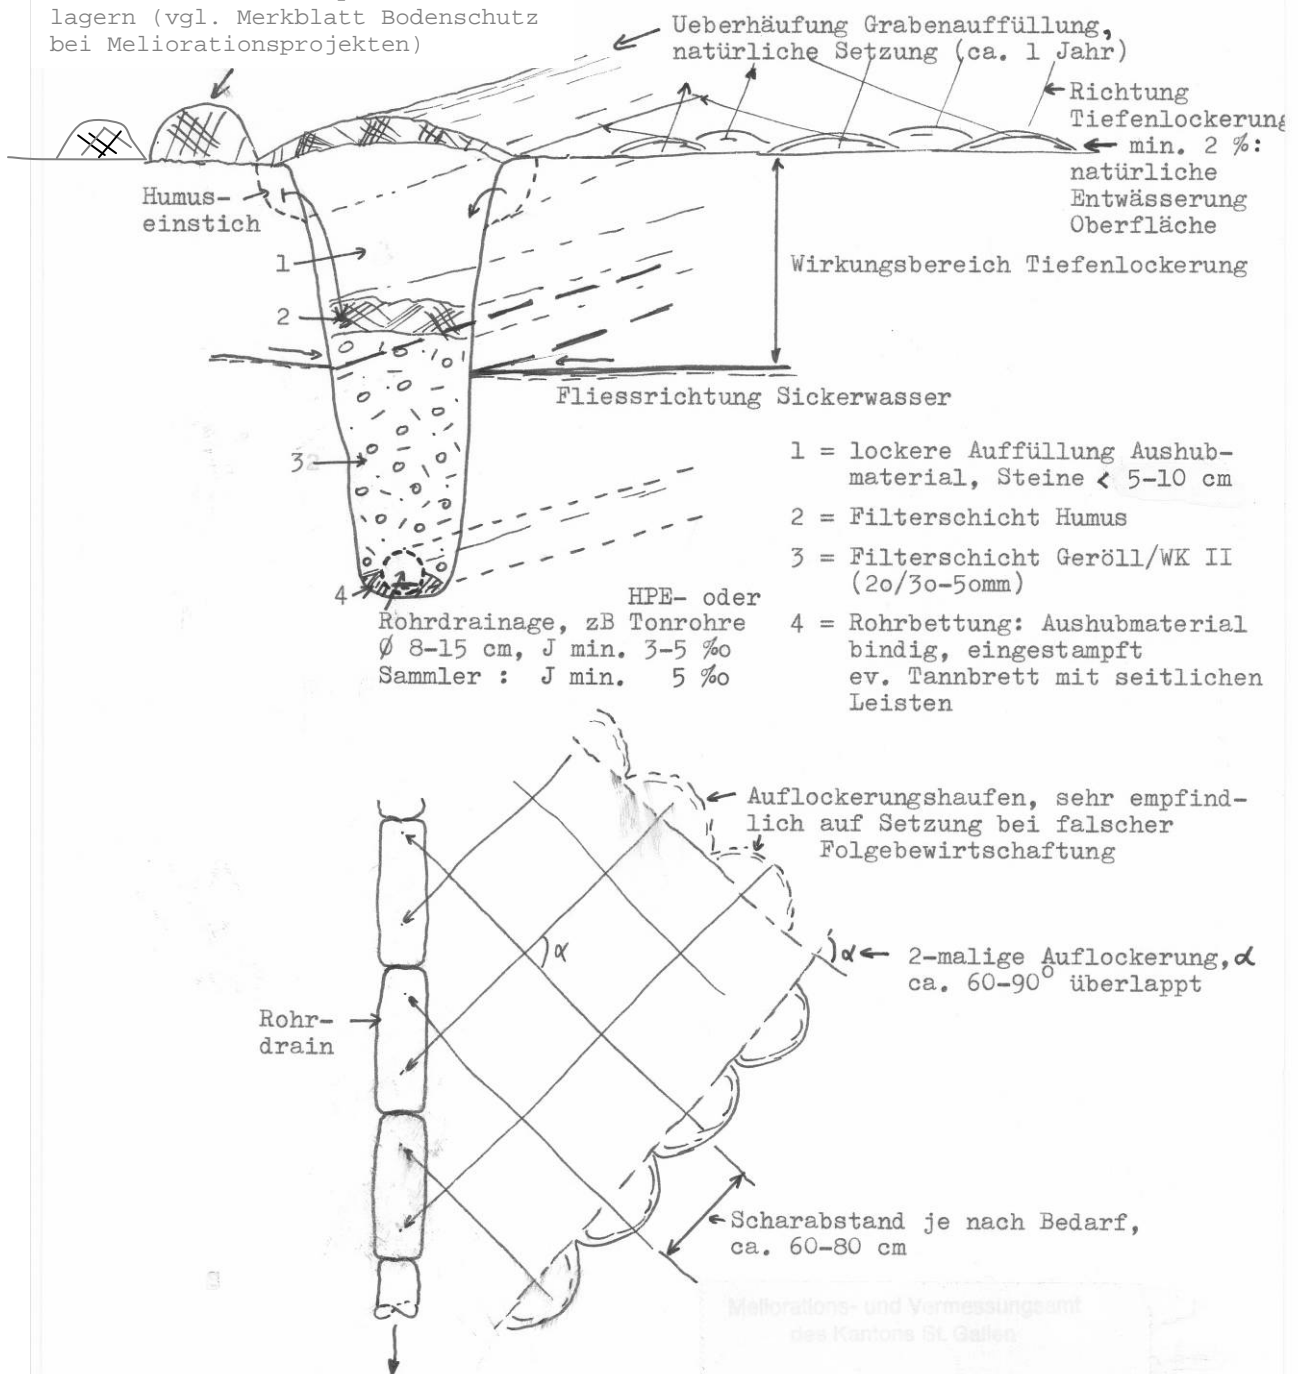 lagern (vgl. Merkblatt Bodenschutz
bei Meliorationsprojekten)
Ueberhäufung Grabenauffüllung,
natürliche Setzung (ca. 1 Jahr)
Richtung
Tiefenlockerung
min. 2 %:
natürliche
Entwässerung
Oberfläche
Humus-
einstich
1
Wirkungsbereich Tiefenlockerung
2
Fliessrichtung Sickerwasser
3
1 = lockere Auffüllung Aushub-
material, Steine < 5-10 cm
2 = Filterschicht Humus
3 = Filterschicht Geröll/WK II
(2o/3o-5omm)
4
HPE- oder
Rohrdrainage, zB Tonrohre
Ø 8-15 cm, J min. 3-5 %o
Sammler : J min. 5 %o
4 = Rohrbettung: Aushubmaterial
bindig, eingestampft
ev. Tannbrett mit seitlichen
Leisten
Auflockerungshaufen, sehr empfind-
lich auf Setzung bei falscher
Folgebewirtschaftung
α
α
2-malige Auflockerung, α
ca. 60-90° überlappt
Rohr-
drain
Scharabstand je nach Bedarf,
ca. 60-80 cm
Meliorations- und Vermessungsamt
des Kantons St. Gallen